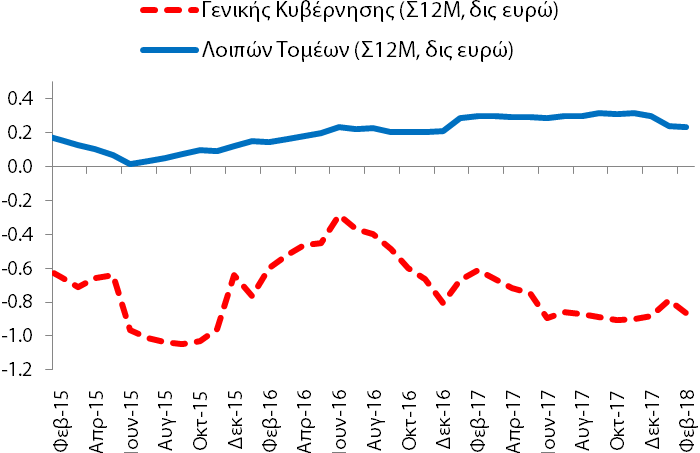 Γενικής Κυβέρνησης (Σ12Μ, δις ευρώ)
Λοιπών Τομέων (Σ12Μ, δις ευρώ)
0.4
0.2
0.0
-0.2
-0.4
-0.6
-0.8
-1.0
-1.2
Φεβ-15
Απρ-15
Ιουν-15
Αυγ-15
Οκτ-15
Δεκ-15
Φεβ-16
Απρ-16
Ιουν-16
Αυγ-16
Οκτ-16
Δεκ-16
Φεβ-17
Απρ-17
Ιουν-17
Αυγ-17
Οκτ-17
Δεκ-17
Φεβ-18